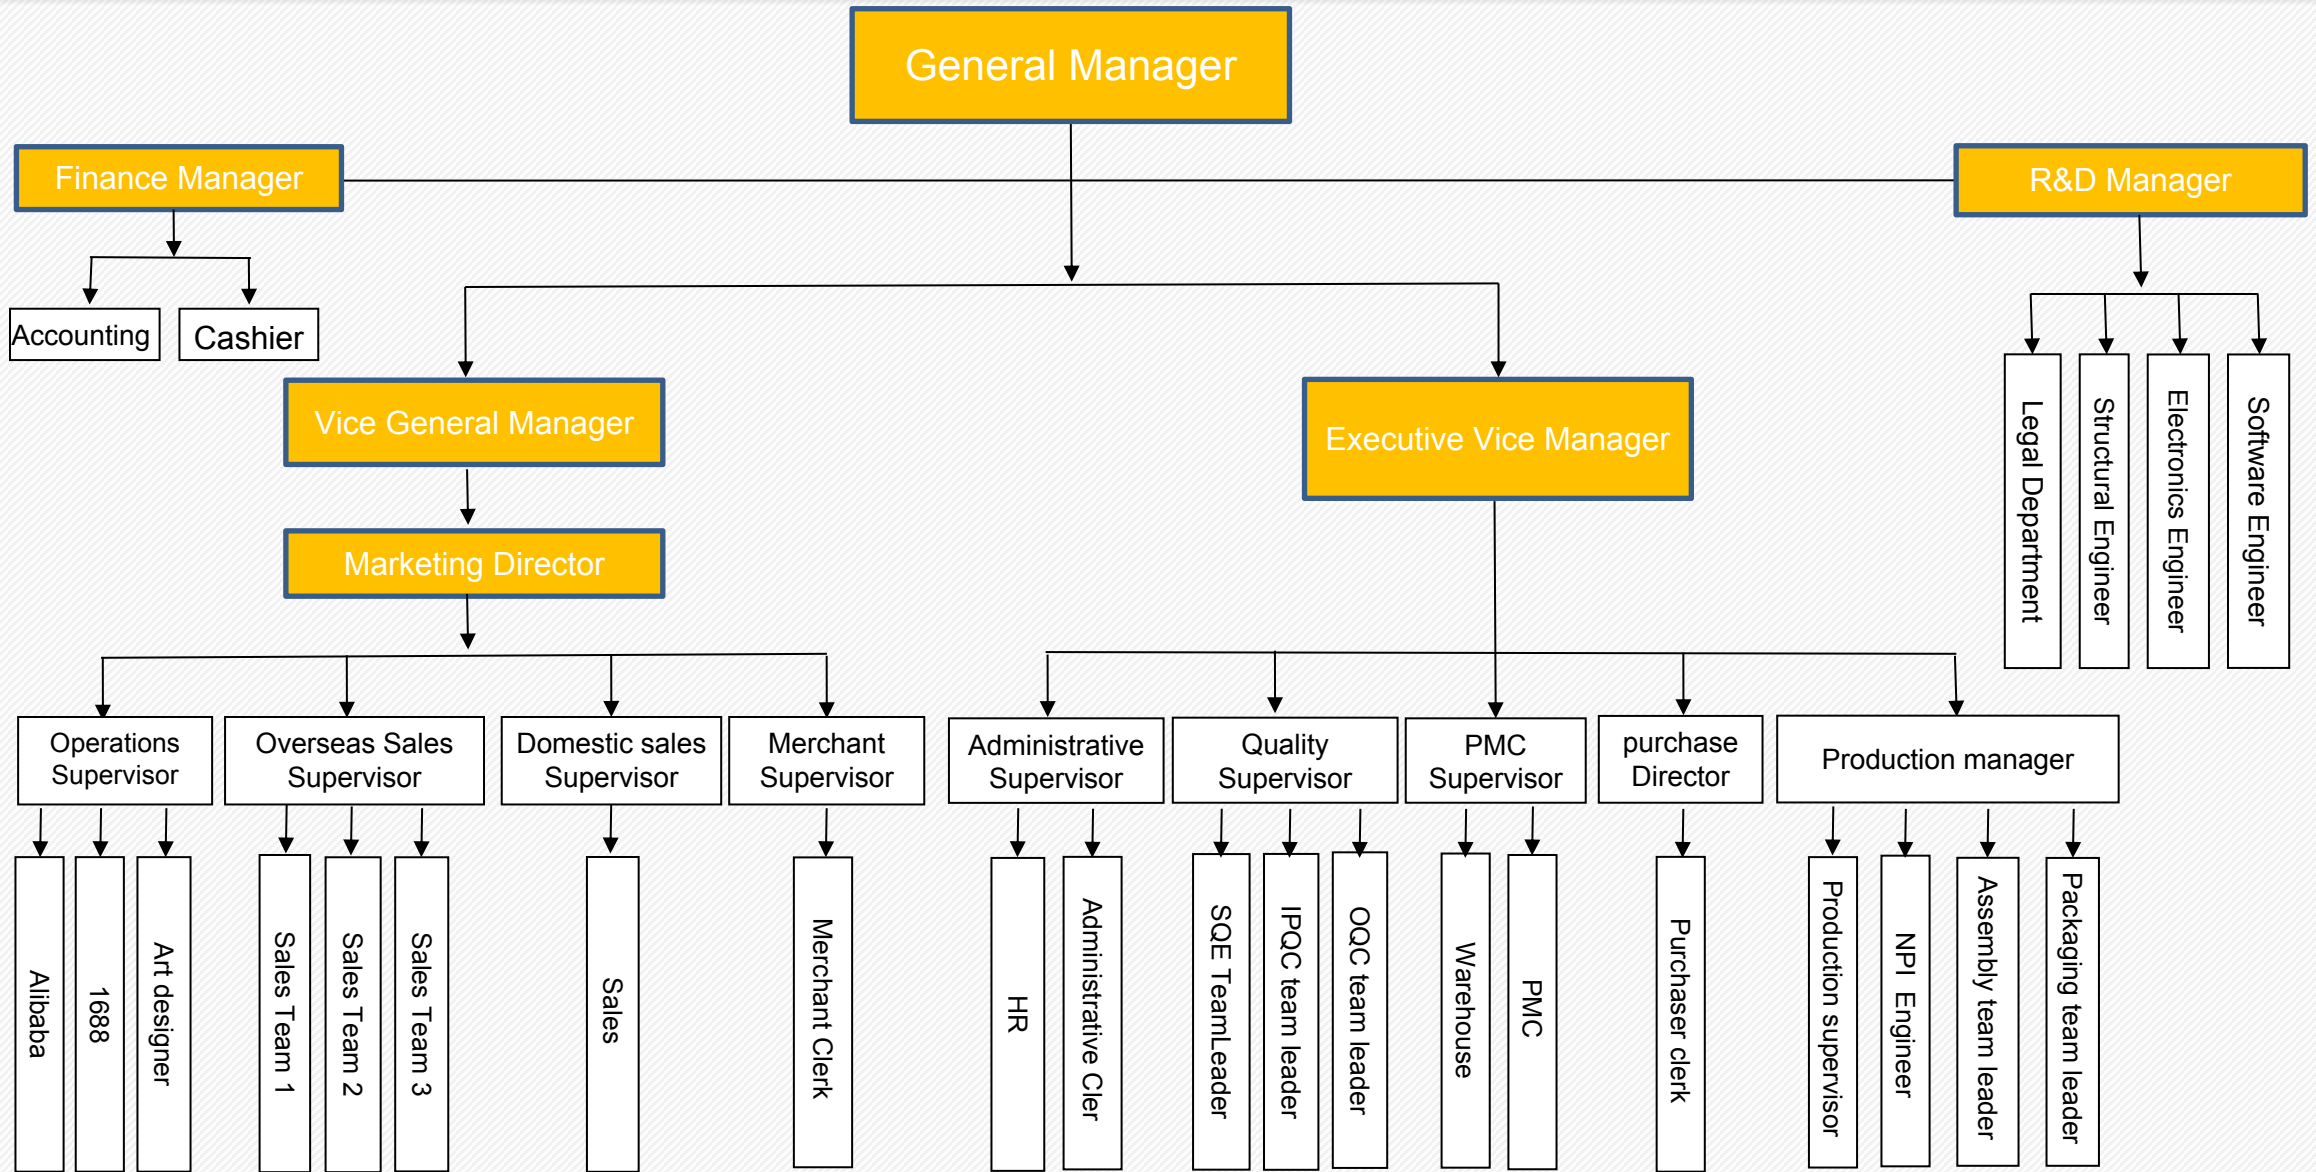 General Manager
Finance Manager
R&D Manager
Accounting
Cashier
Legal Department
Structural Engineer
Electronics Engineer
Software Engineer
Vice General Manager
Executive Vice Manager
Marketing Director
Operations
Supervisor
Overseas Sales
Supervisor
Domestic sales
Supervisor
Merchant
Supervisor
Administrative
Supervisor
Quality
Supervisor
PMC
Supervisor
purchase
Director
Production manager
Alibaba
1688
Art designer
Sales Team 1
Sales Team 2
Sales Team 3
Sales
Merchant Clerk
HR
Administrative Cler
SQE TeamLeader
IPQC team leader
OQC team leader
Warehouse
PMC
Purchaser clerk
Production supervisor
NPI Engineer
Assembly team leader
Packaging team leader